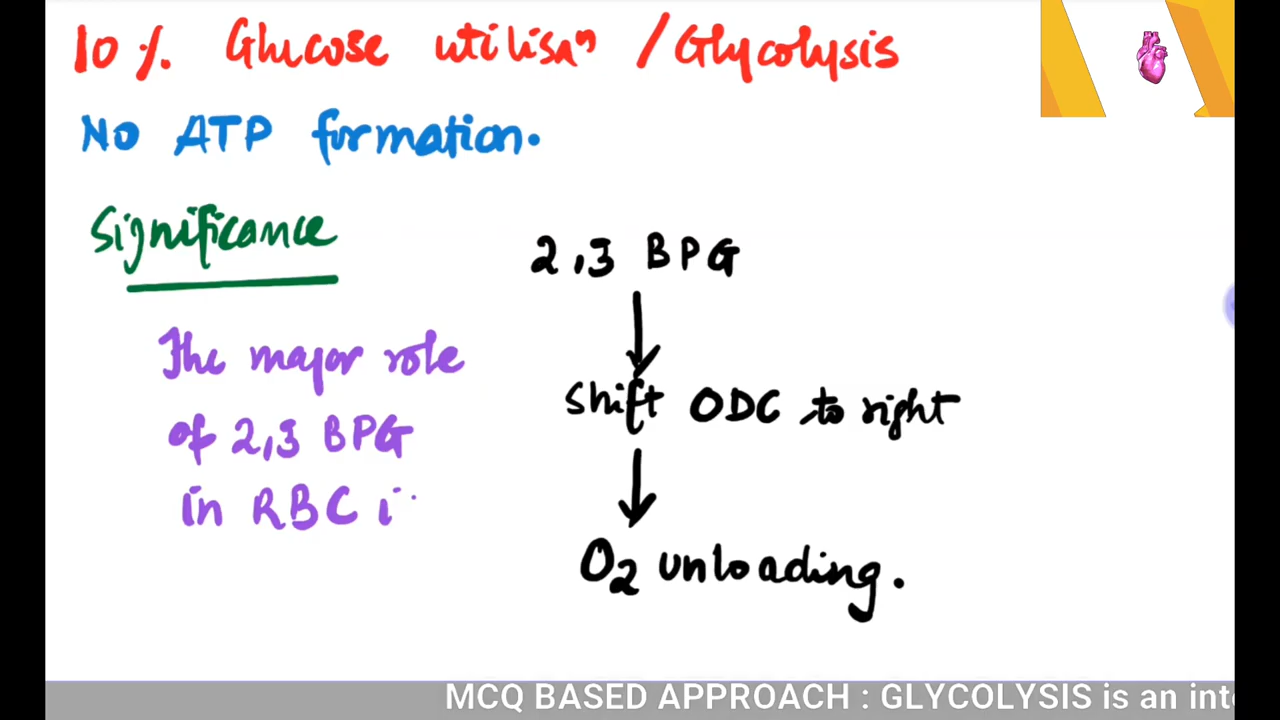 10 %. Glucose utilisaⁿ /Glycolysis
No ATP formation.
Significance
The major role
of 2,3 BPG
in RBC i
2,3 BPG
shift ODC to right
O2 unloading.
MCQ BASED APPROACH : GLYCOLYSIS is an inte